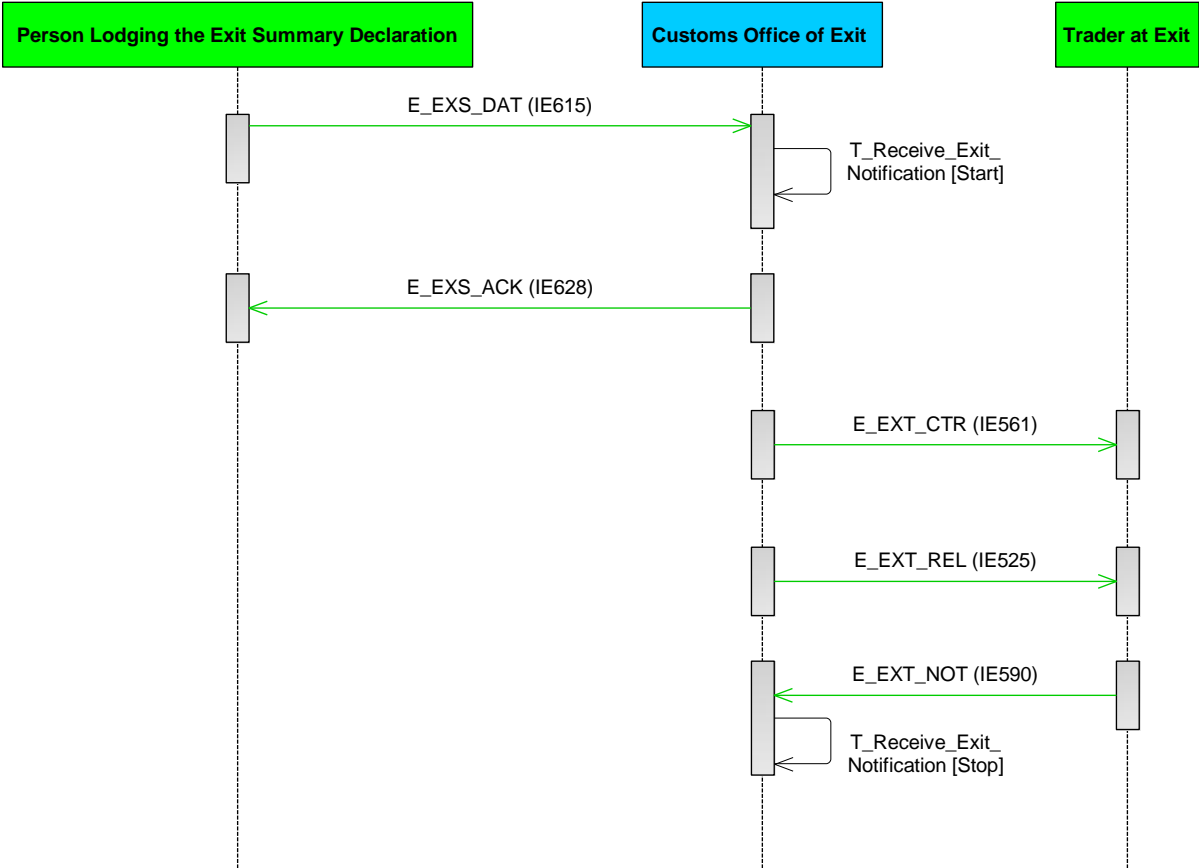 Person Lodging the Exit Summary Declaration
Customs Office of Exit
Trader at Exit
E_EXS_DAT (IE615)
T_Receive_Exit_
Notification [Start]
E_EXS_ACK (IE628)
E_EXT_CTR (IE561)
E_EXT_REL (IE525)
E_EXT_NOT (IE590)
T_Receive_Exit_
Notification [Stop]